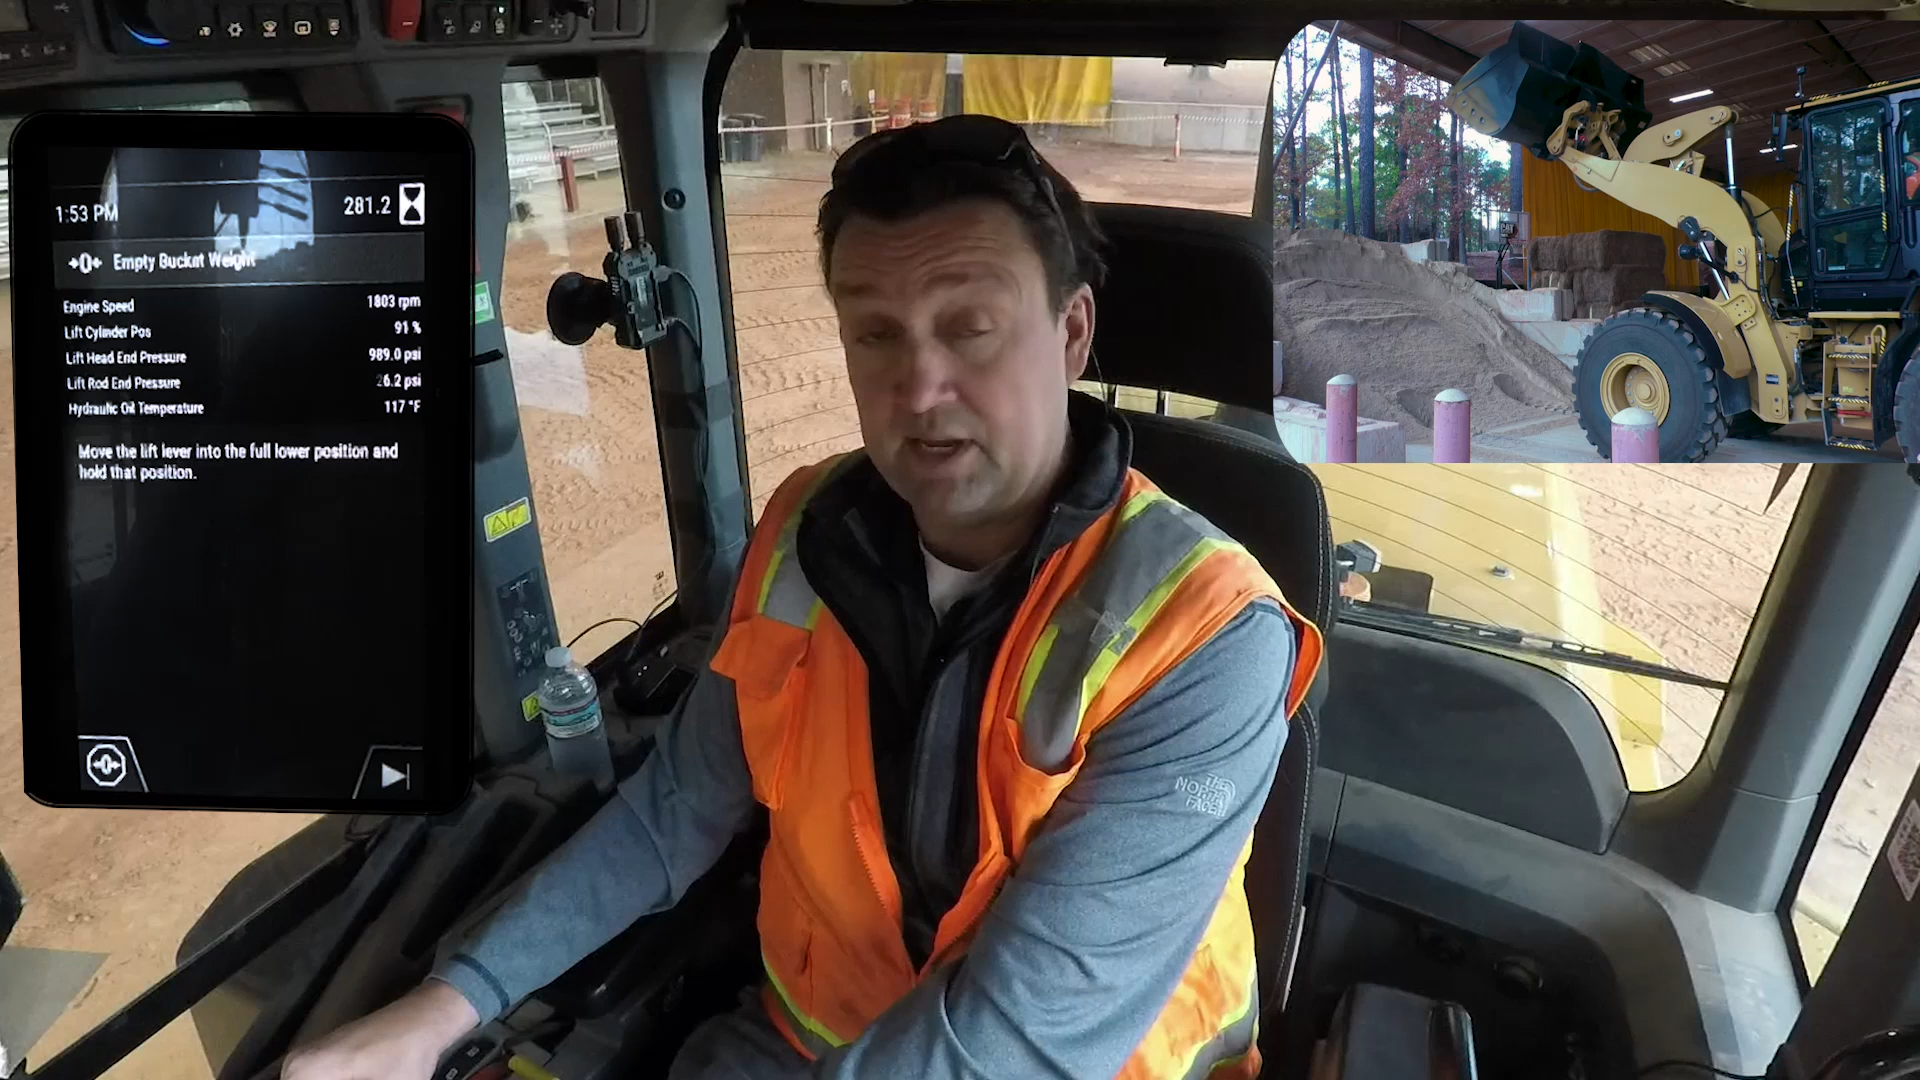 1:53 PM
281.2
Empty Bucket Weight
Engine Speed 1803 rpm
Lift Cylinder Pos 91 %
Lift Head End Pressure 989.0 psi
Lift Rod End Pressure 26.2 psi
Hydraulic Oil Temperature 117 °F
Move the lift lever into the full lower position and
hold that position.
THE
NORTH
FACE